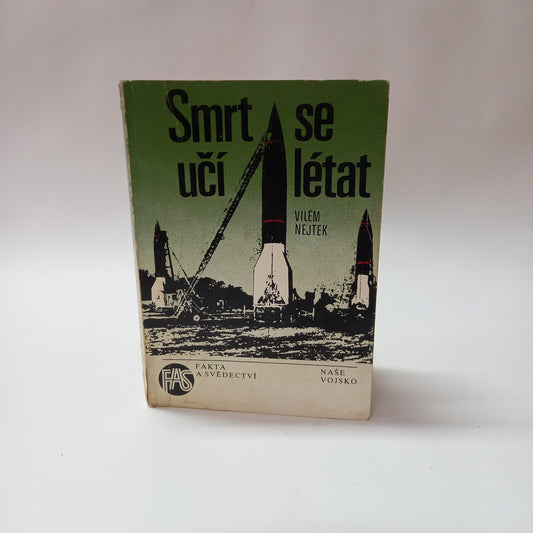 Smrt se
učí létat
VILÉM
NEJTEK
FAS
FAKTA
A SVĚDECTVÍ
NAŠE
VOJSKO